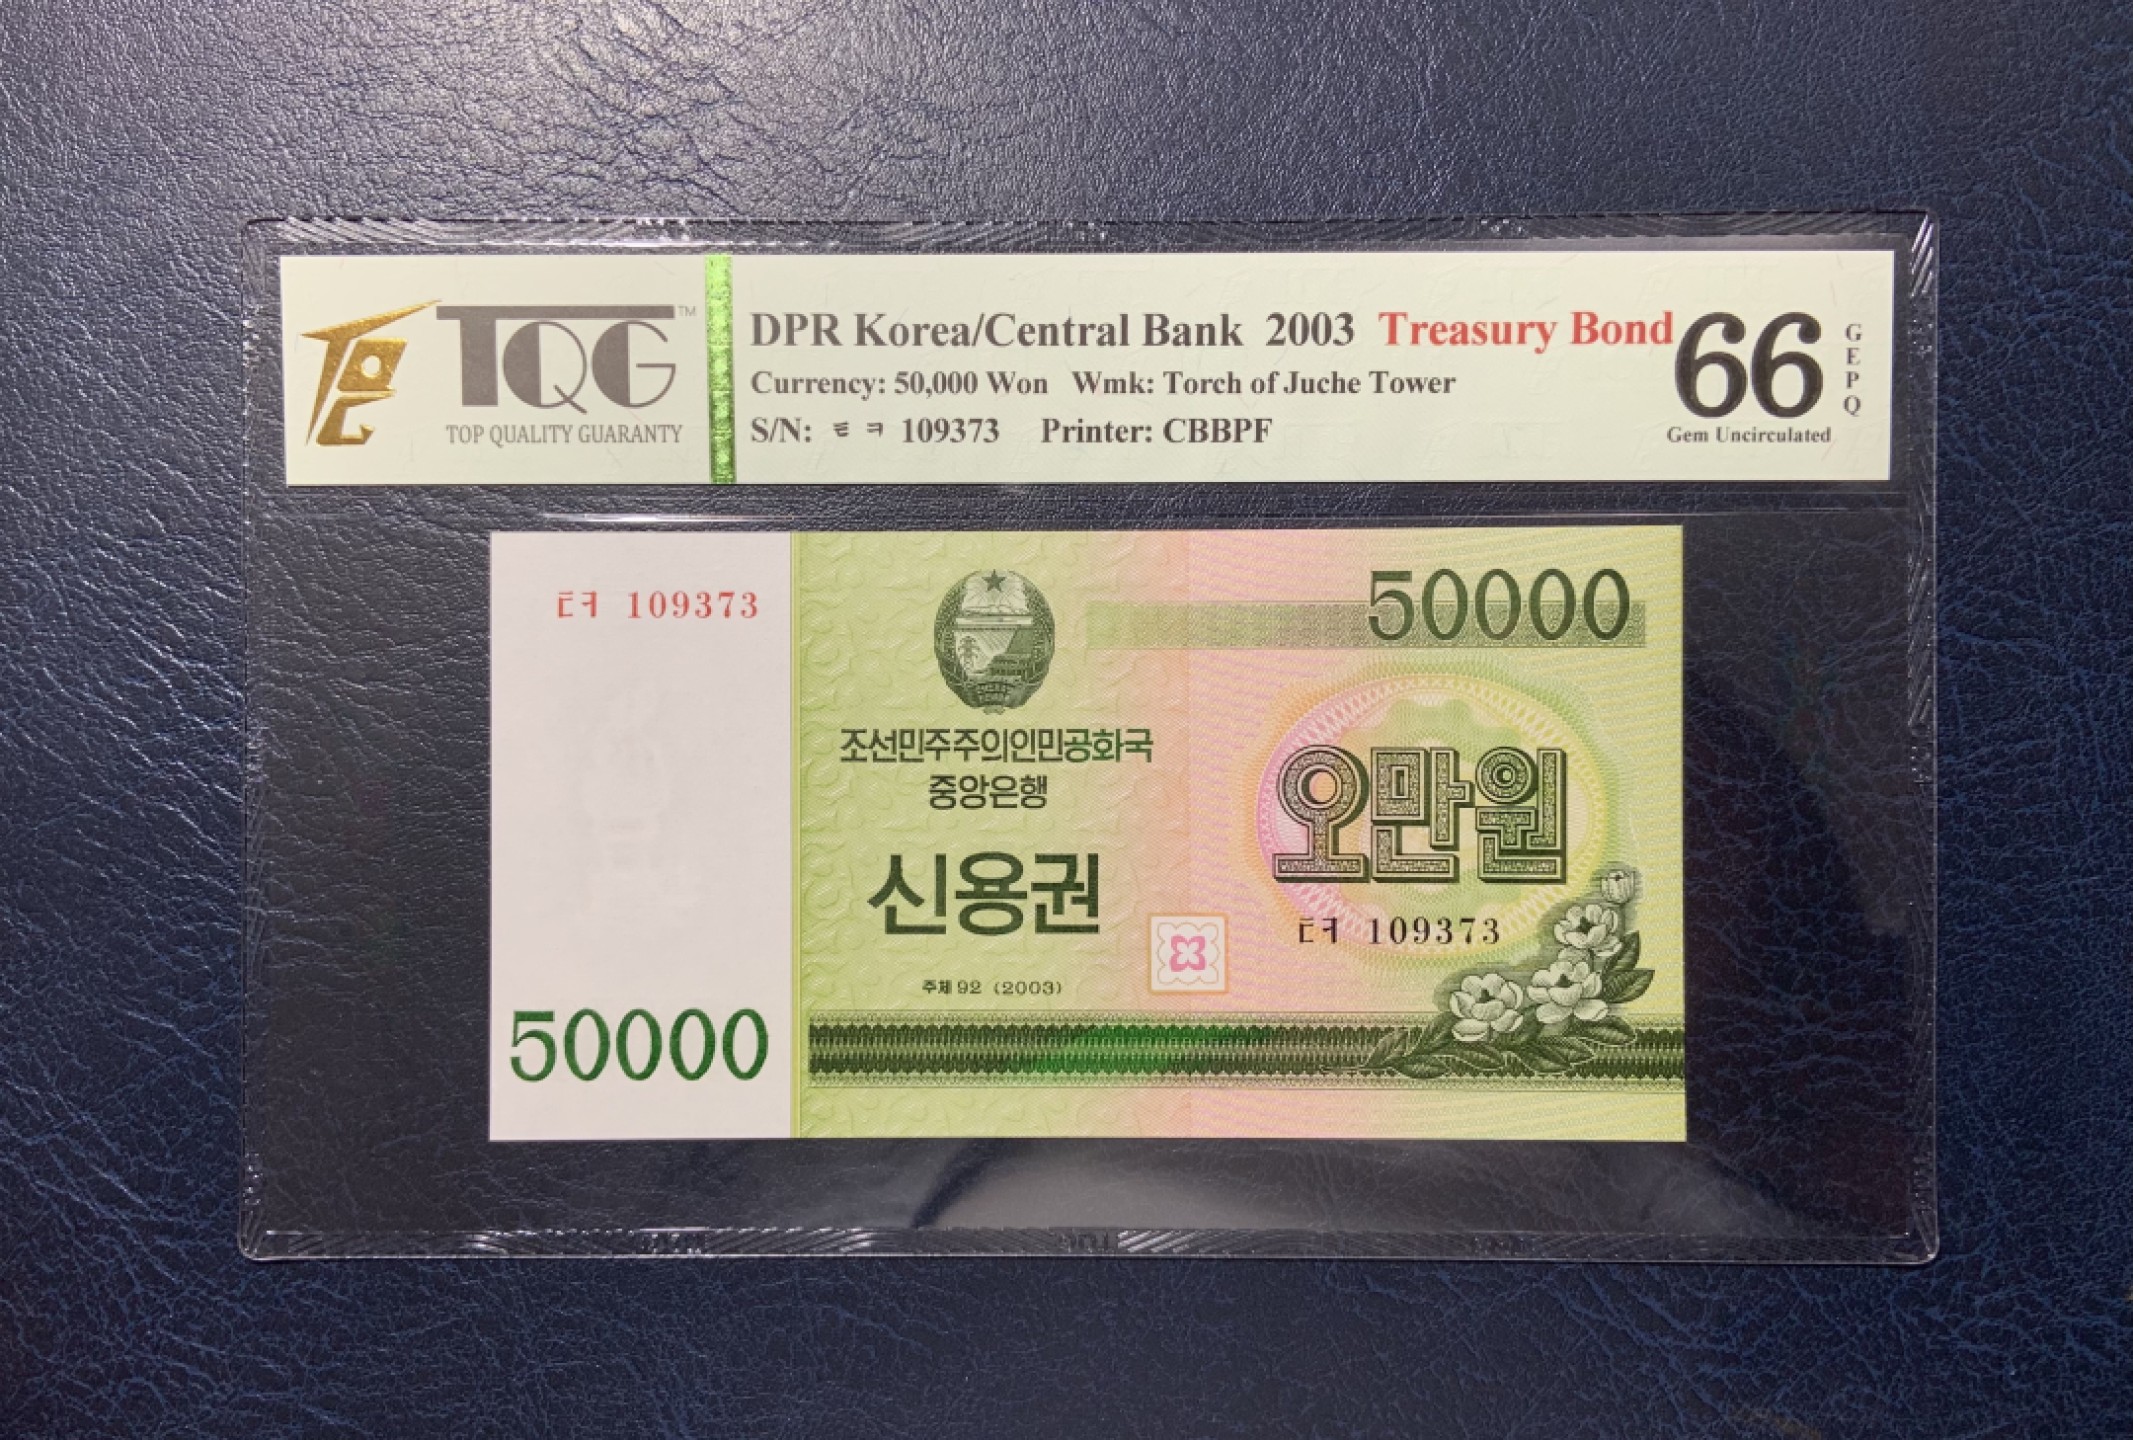 TQG™
TOP QUALITY GUARANTY
DPR Korea/Central Bank 2003 Treasury Bond
Currency: 50,000 Won Wmk: Torch of Juche Tower
S/N: ㅌ ㅋ 109373 Printer: CBBPF
66
GEPQ
Gem Uncirculated
ㅌㅋ 109373
50000
조선민주주의인민공화국
중앙은행
신용권
주체 92 (2003)
50000
오만원
ㅌㅋ 109373